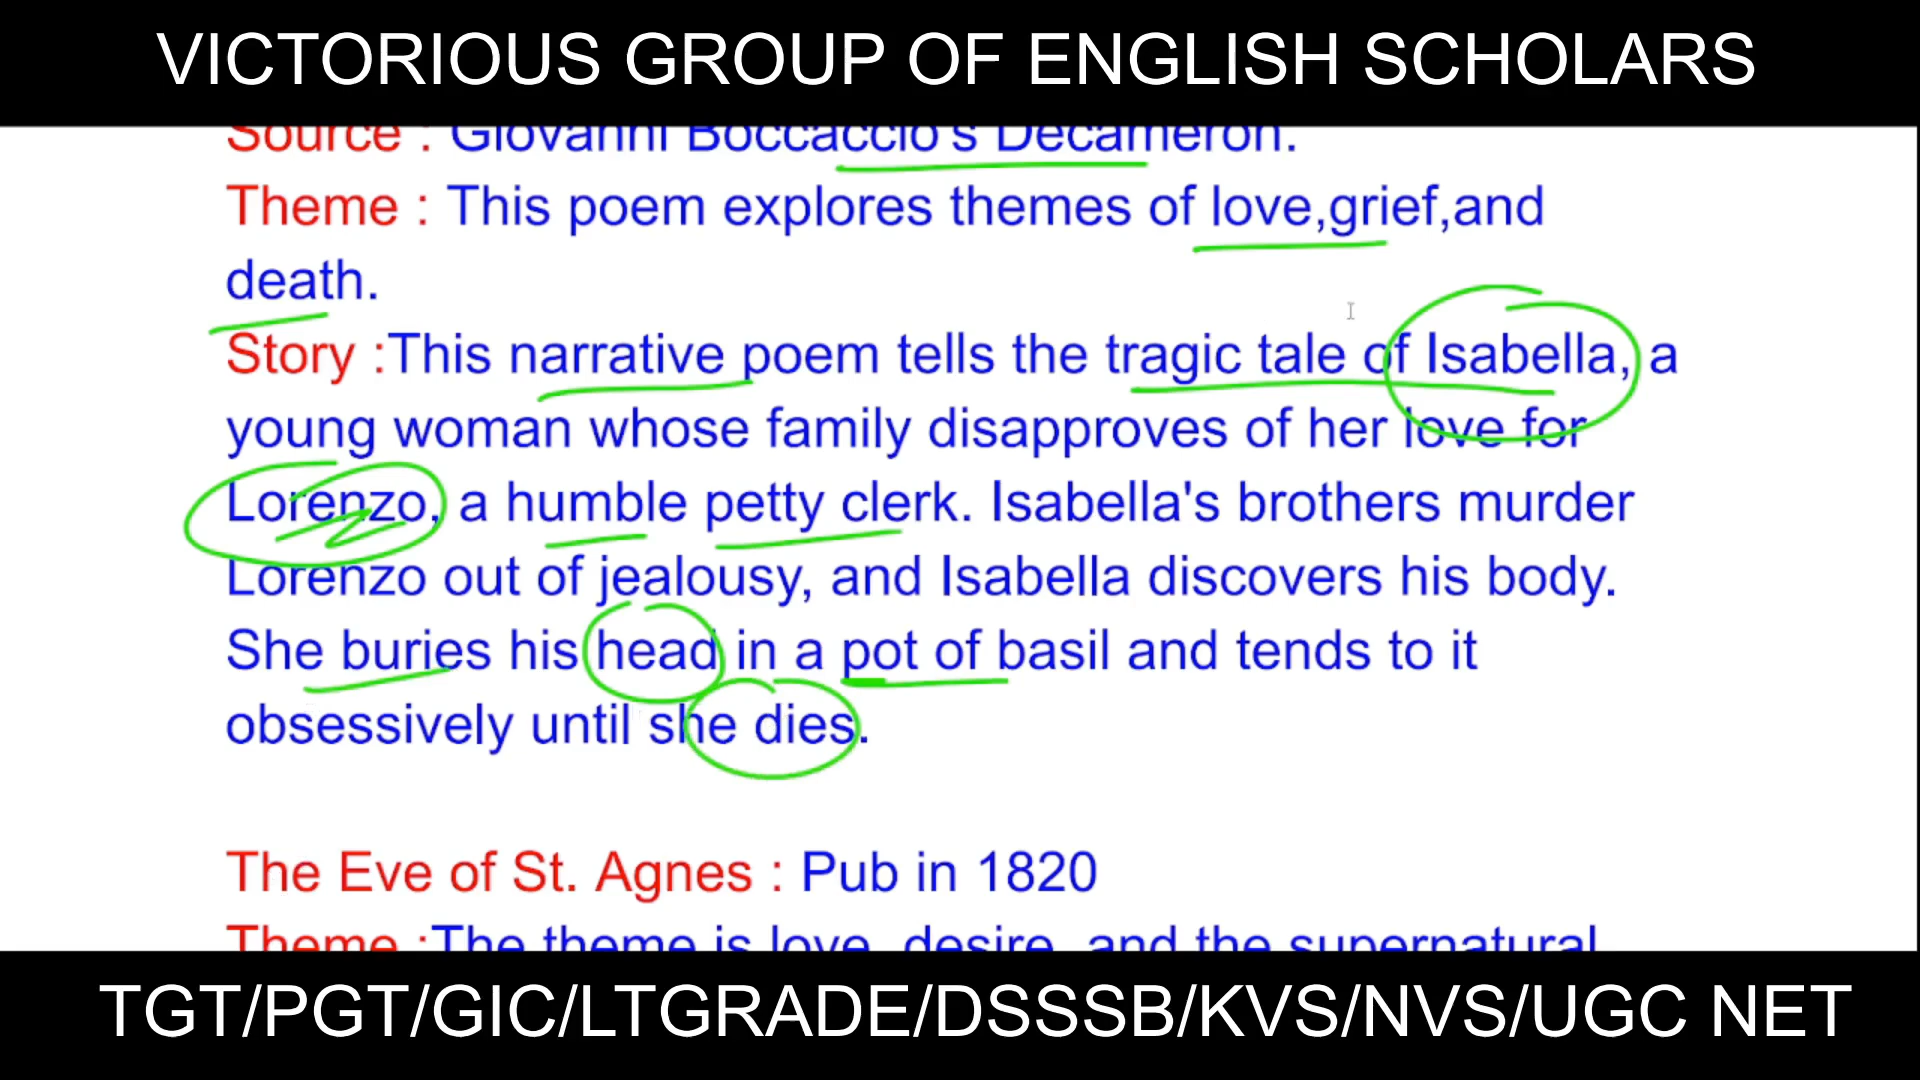 VICTORIOUS GROUP OF ENGLISH SCHOLARS
Source : Giovanni Boccaccio's Decameron.
Theme : This poem explores themes of love,grief,and
death.
Story :This narrative poem tells the tragic tale of Isabella, a
young woman whose family disapproves of her love for
Lorenzo, a humble petty clerk. Isabella's brothers murder
Lorenzo out of jealousy, and Isabella discovers his body.
She buries his head in a pot of basil and tends to it
obsessively until she dies.
The Eve of St. Agnes : Pub in 1820
Theme :The theme is love, desire, and the supernatural
TGT/PGT/GIC/LTGRADE/DSSSB/KVS/NVS/UGC NET